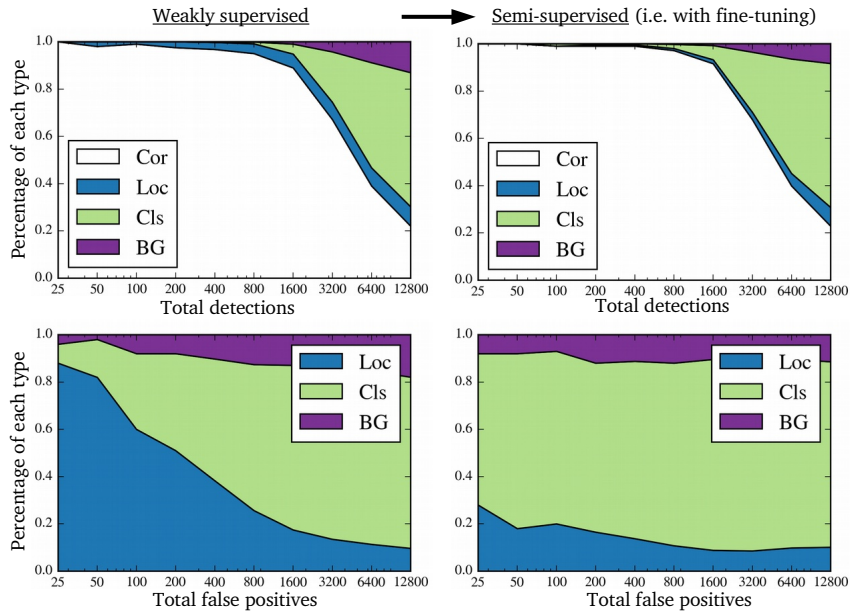 Weakly supervised
Semi-supervised (i.e. with fine-tuning)
Percentage of each type
1.0
0.8
0.6
0.4
0.2
0.0
Cor
Loc
Cls
BG
25 50 100 200 400 800 1600 3200 6400 12800
Total detections
1.0
0.8
0.6
0.4
0.2
0.0
Cor
Loc
Cls
BG
25 50 100 200 400 800 1600 3200 6400 12800
Total detections
Percentage of each type
1.0
0.8
0.6
0.4
0.2
0.0
Loc
Cls
BG
25 50 100 200 400 800 1600 3200 6400 12800
Total false positives
1.0
0.8
0.6
0.4
0.2
0.0
Loc
Cls
BG
25 50 100 200 400 800 1600 3200 6400 12800
Total false positives